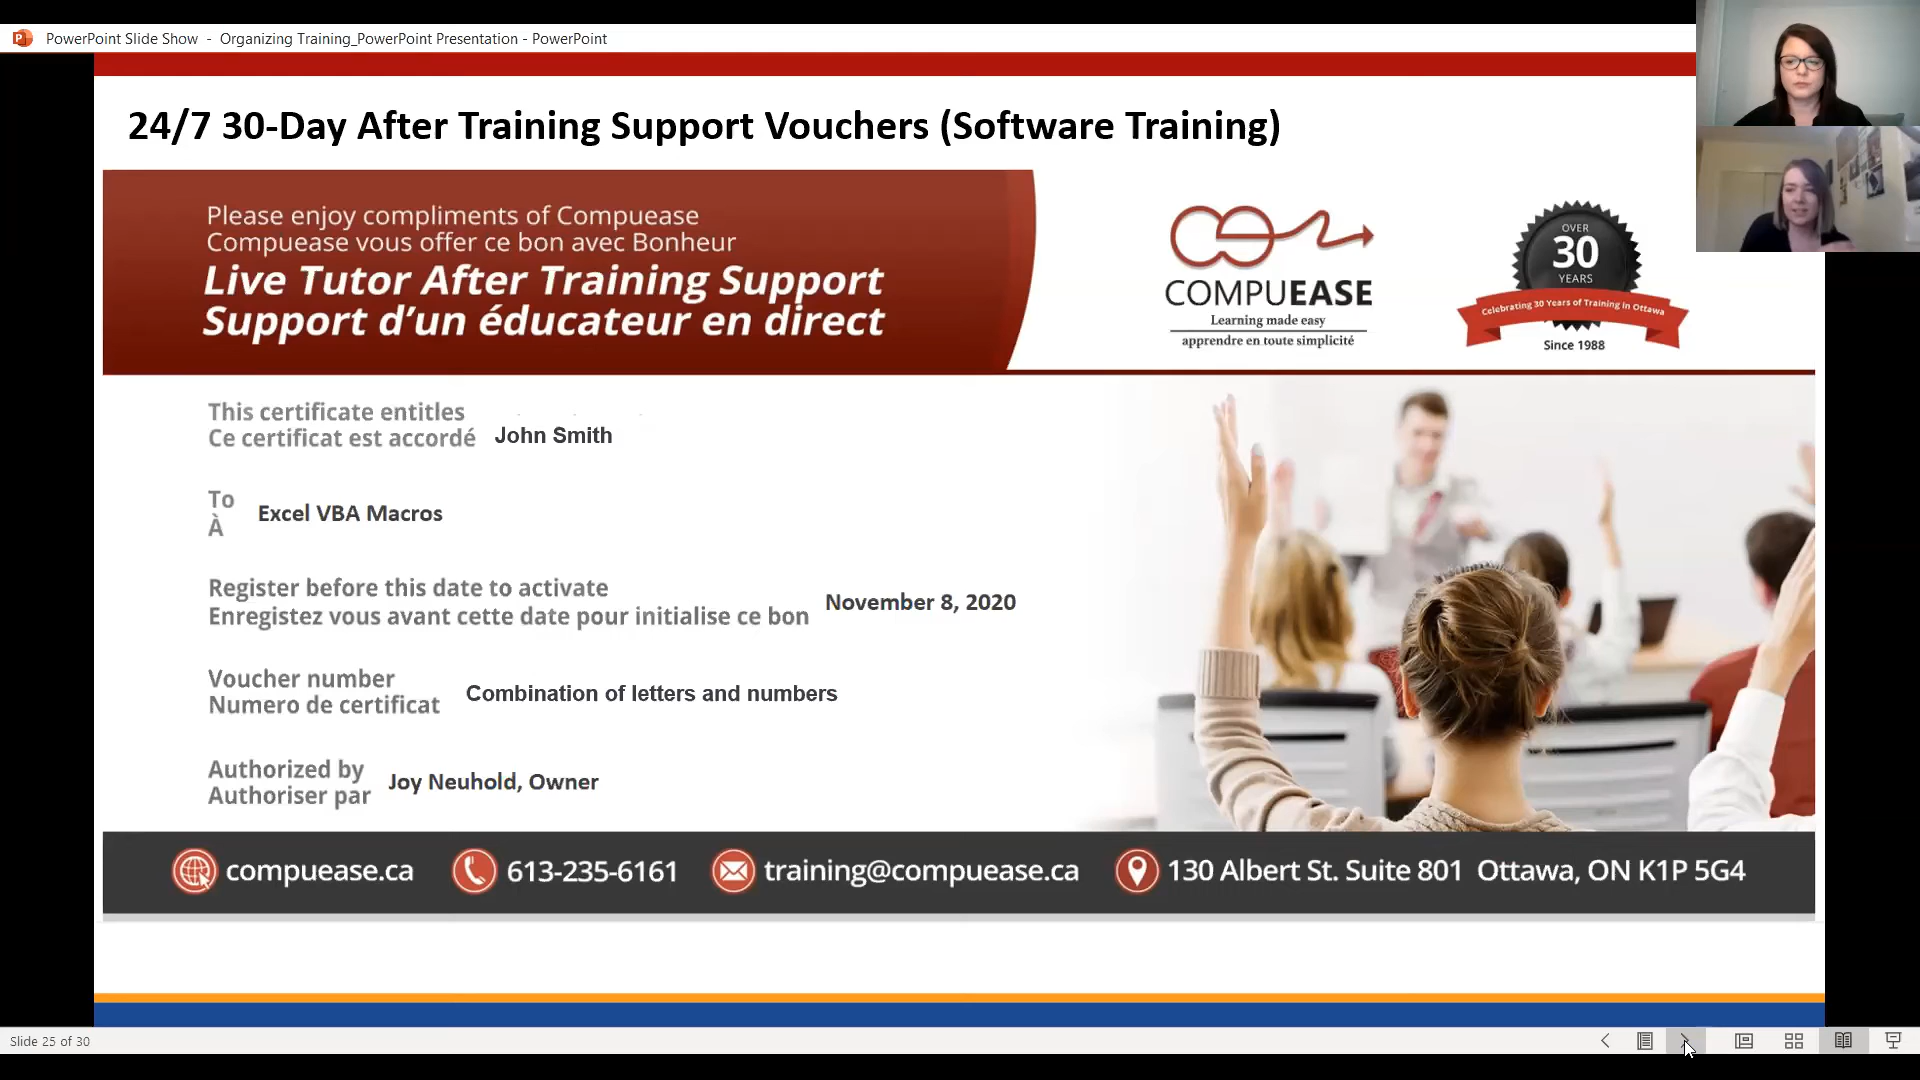 PowerPoint Slide Show - Organizing Training_PowerPoint Presentation - PowerPoint
24/7 30-Day After Training Support Vouchers (Software Training)
Please enjoy compliments of Compuease
Compuease vous offer ce bon avec Bonheur
Live Tutor After Training Support
Support d'un éducateur en direct
COMPUEASE
Learning made easy
apprendre en toute simplicité
OVER
30
YEARS
Celebrating 30 Years of Training in Ottawa
Since 1988
This certificate entitles
Ce certificat est accordé
John Smith
To
À
Excel VBA Macros
Register before this date to activate
Enregistez vous avant cette date pour initialise ce bon
November 8, 2020
Voucher number
Numero de certificat
Combination of letters and numbers
Authorized by
Authoriser par
Joy Neuhold, Owner
compuease.ca
613-235-6161
training@compuease.ca
130 Albert St. Suite 801 Ottawa, ON K1P 5G4
Slide 25 of 30